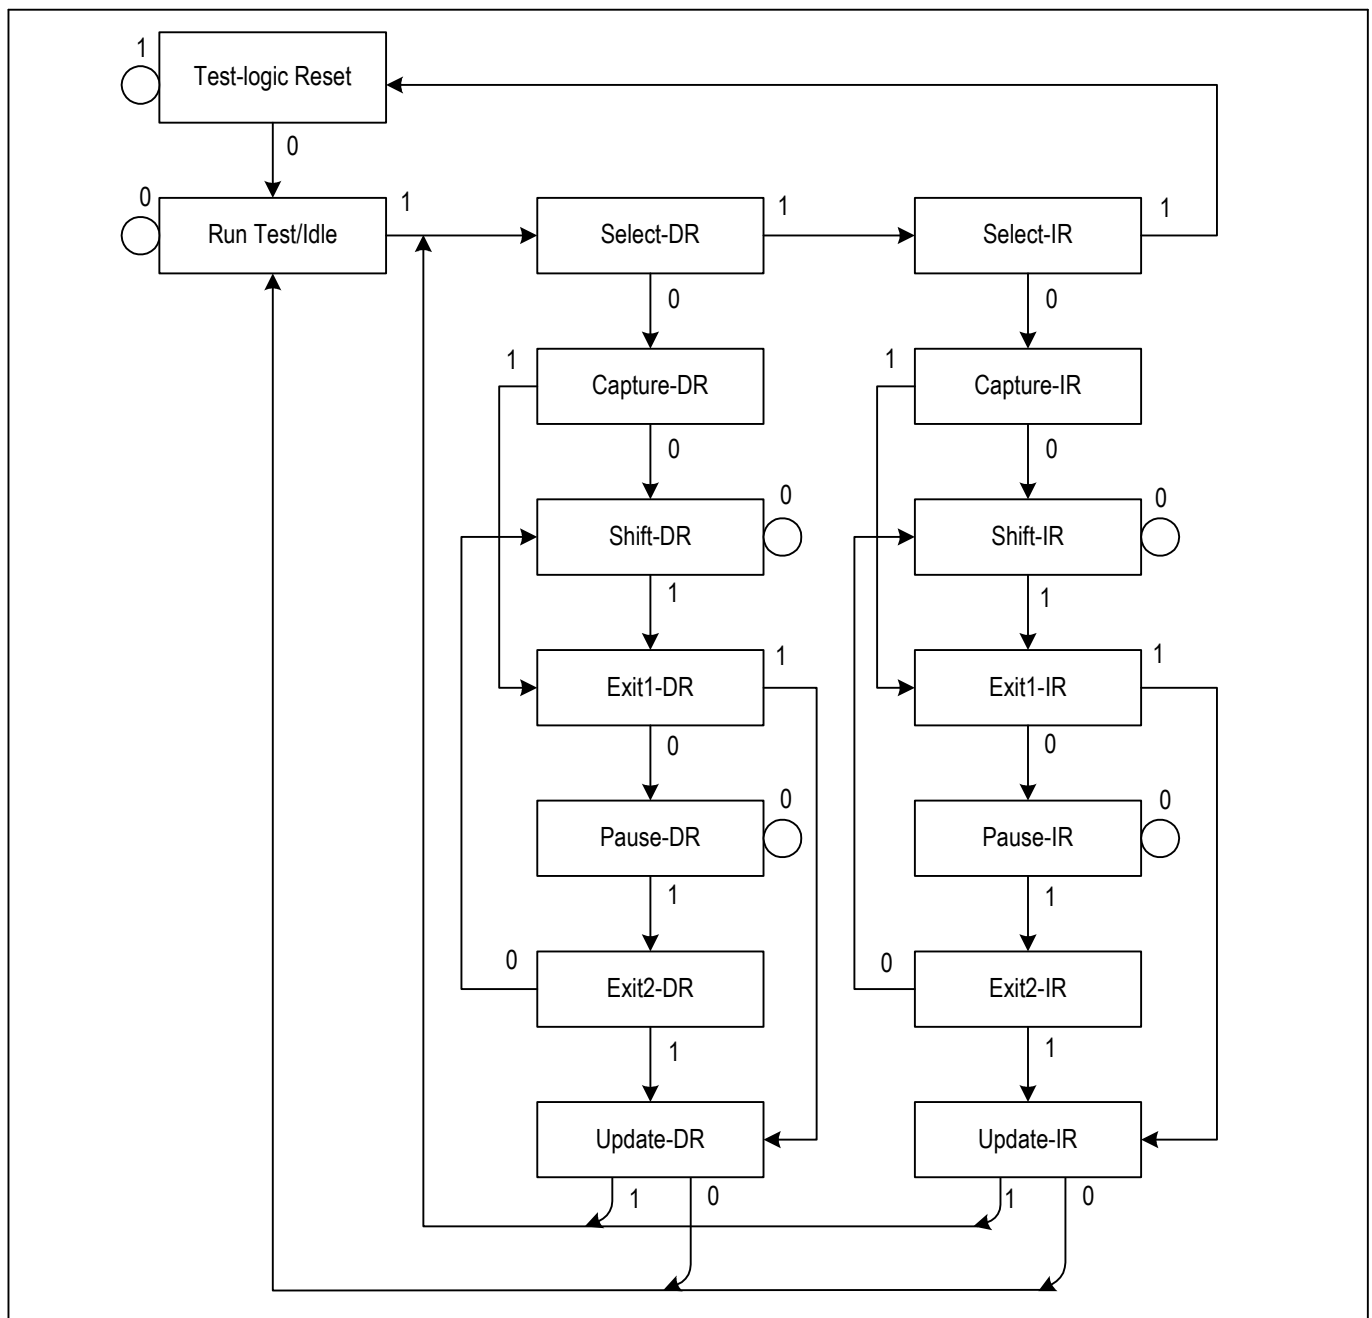 1
Test-logic Reset
0
0
Run Test/Idle
1
Select-DR
1
Select-IR
1
0
0
1
Capture-DR
1
Capture-IR
0
0
Shift-DR
0
Shift-IR
0
1
1
Exit1-DR
1
Exit1-IR
1
0
0
Pause-DR
0
Pause-IR
0
1
1
0
Exit2-DR
0
Exit2-IR
1
1
Update-DR
Update-IR
1
0
1
0